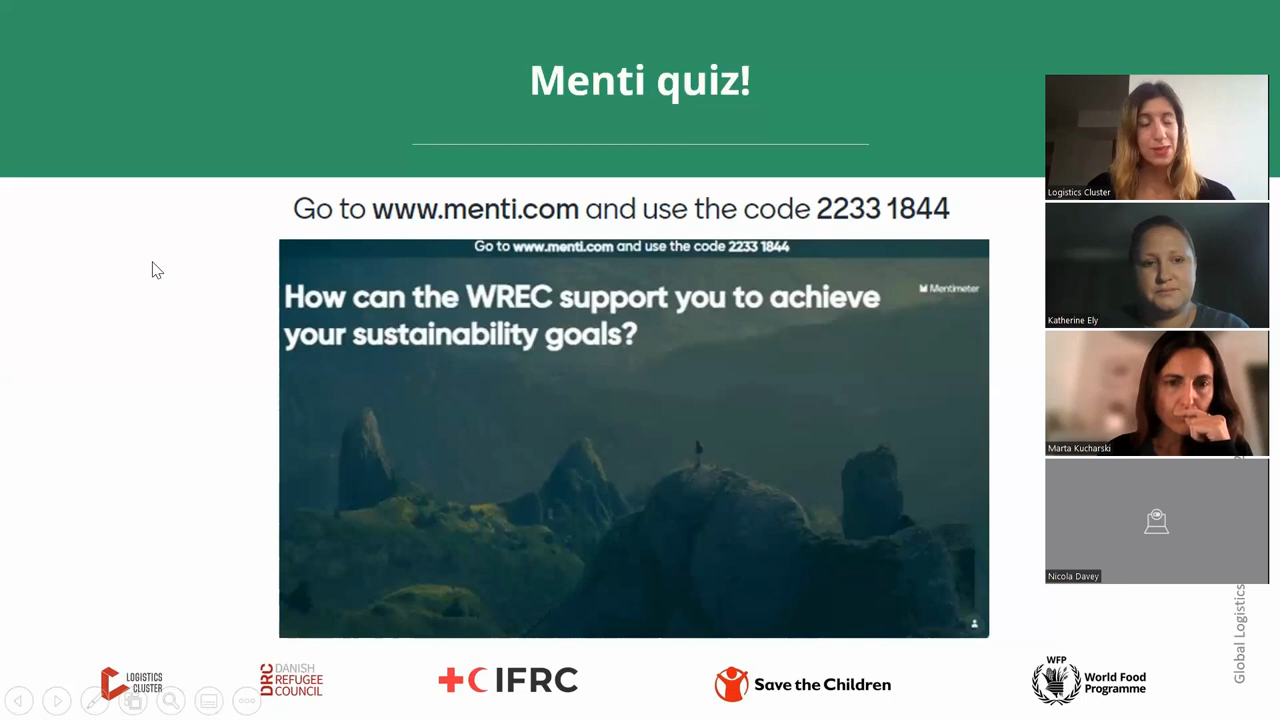 Menti quiz!
Go to www.menti.com and use the code 2233 1844
Go to www.menti.com and use the code 2233 1844
How can the WREC support you to achieve
your sustainability goals?
Mentimeter
Logistics Cluster
Katherine Ely
Marta Kucharski
Nicola Davey
Global Logistics
LOGISTICS
CLUSTER
DRC
DANISH
REFUGEE
COUNCIL
IFRC
Save the Children
WFP
World Food
Programme